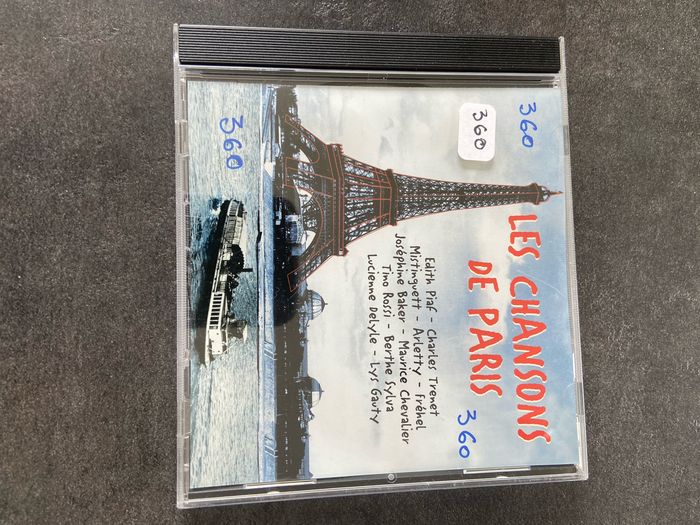 360
360
360
LES CHANSONS
DE PARIS
360
Edith Piaf - Charles Trenet
Mistinguett - Arletty - Fréhel
Joséphine Baker - Maurice Chevalier
Tino Rossi - Berthe Sylva
Lucienne Delyle - Lys Gauty